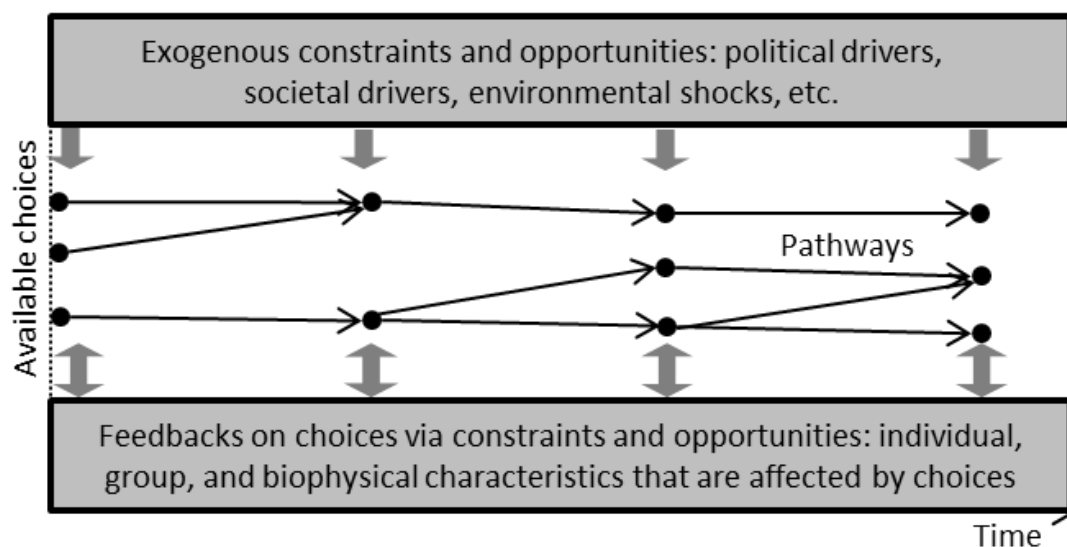 Exogenous constraints and opportunities: political drivers,
societal drivers, environmental shocks, etc.
Available choices
Pathways
Feedbacks on choices via constraints and opportunities: individual,
group, and biophysical characteristics that are affected by choices
Time